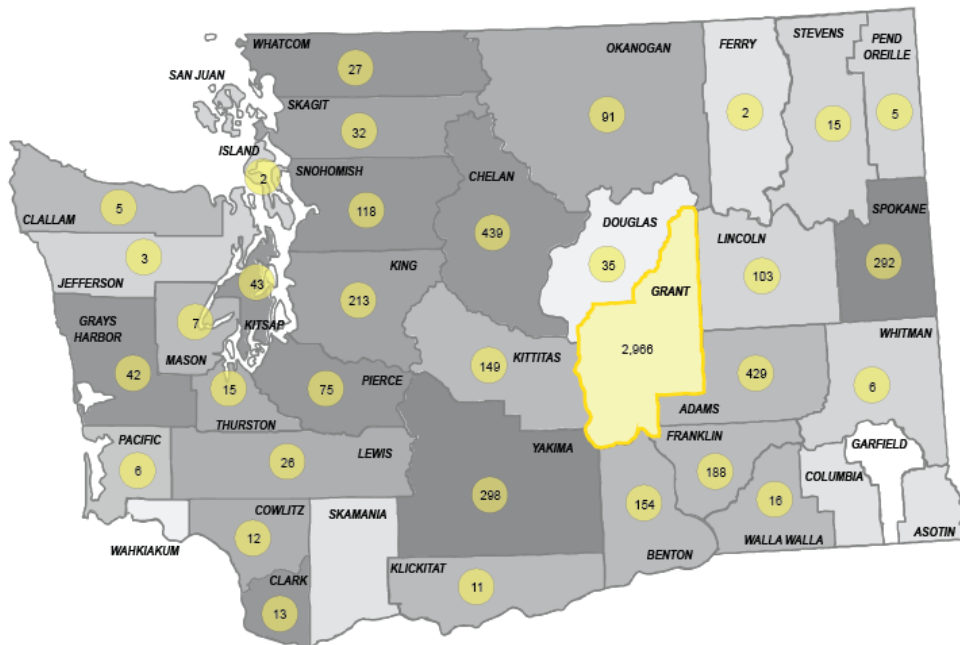 WHATCOM
27
OKANOGAN
91
FERRY
2
STEVENS
15
PEND
OREILLE
5
SAN JUAN
SKAGIT
32
ISLAND
2
SNOHOMISH
118
CHELAN
439
CLALLAM
5
DOUGLAS
35
LINCOLN
103
SPOKANE
292
JEFFERSON
3
KITSAP
43
KING
213
GRANT
2,966
GRAYS
HARBOR
42
MASON
7
KITTITAS
149
ADAMS
429
WHITMAN
6
THURSTON
15
PIERCE
75
PACIFIC
6
LEWIS
26
YAKIMA
298
FRANKLIN
188
GARFIELD
COLUMBIA
BENTON
154
WALLA WALLA
16
ASOTIN
WAHKIAKUM
COWLITZ
12
SKAMANIA
KLICKITAT
11
CLARK
13